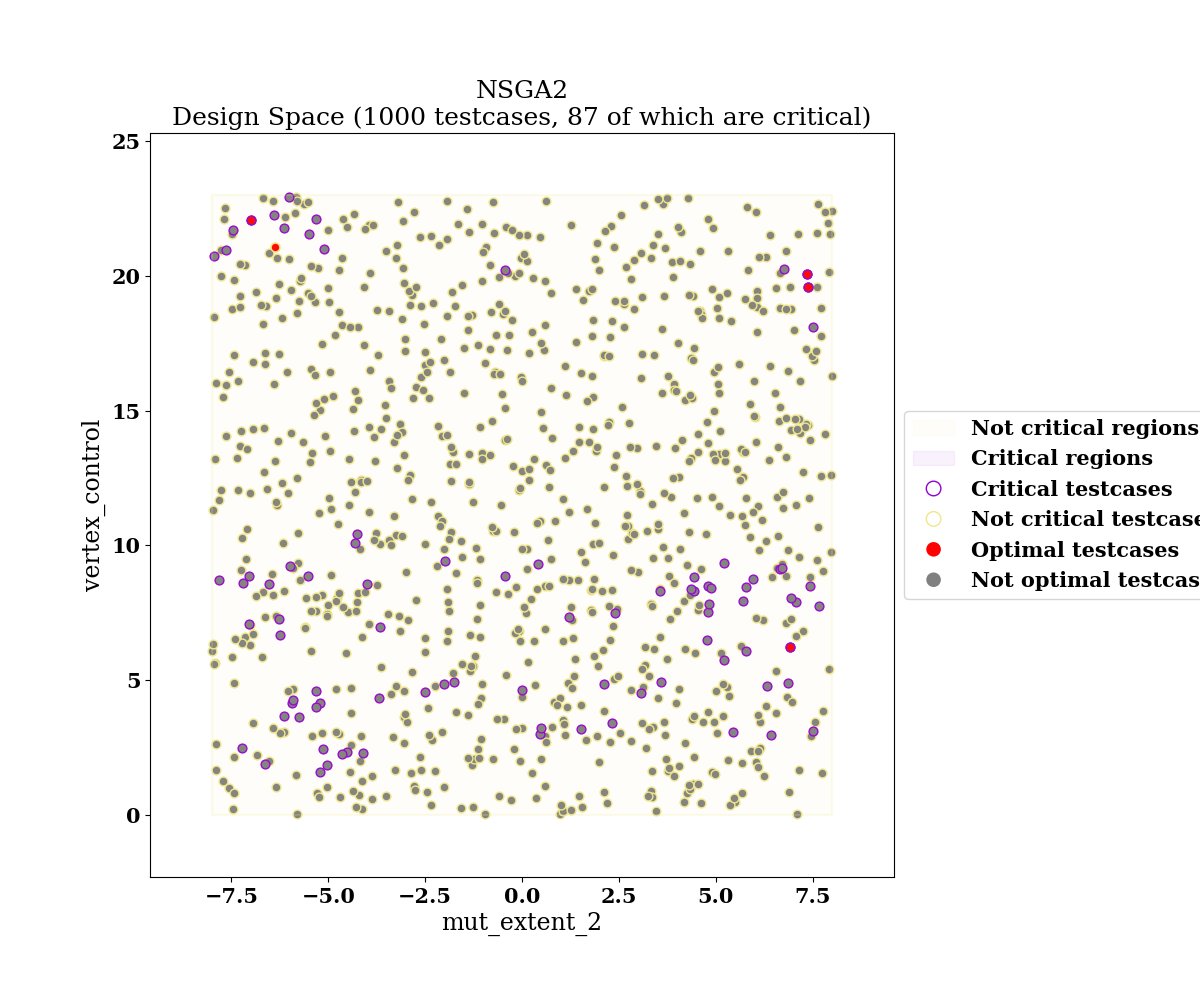 NSGA2
Design Space (1000 testcases, 87 of which are critical)
25
20
15
10
5
0
vertex_control
−7.5
−5.0
−2.5
0.0
2.5
5.0
7.5
mut_extent_2
Not critical regions
Critical regions
Critical testcases
Not critical testcase
Optimal testcases
Not optimal testcas